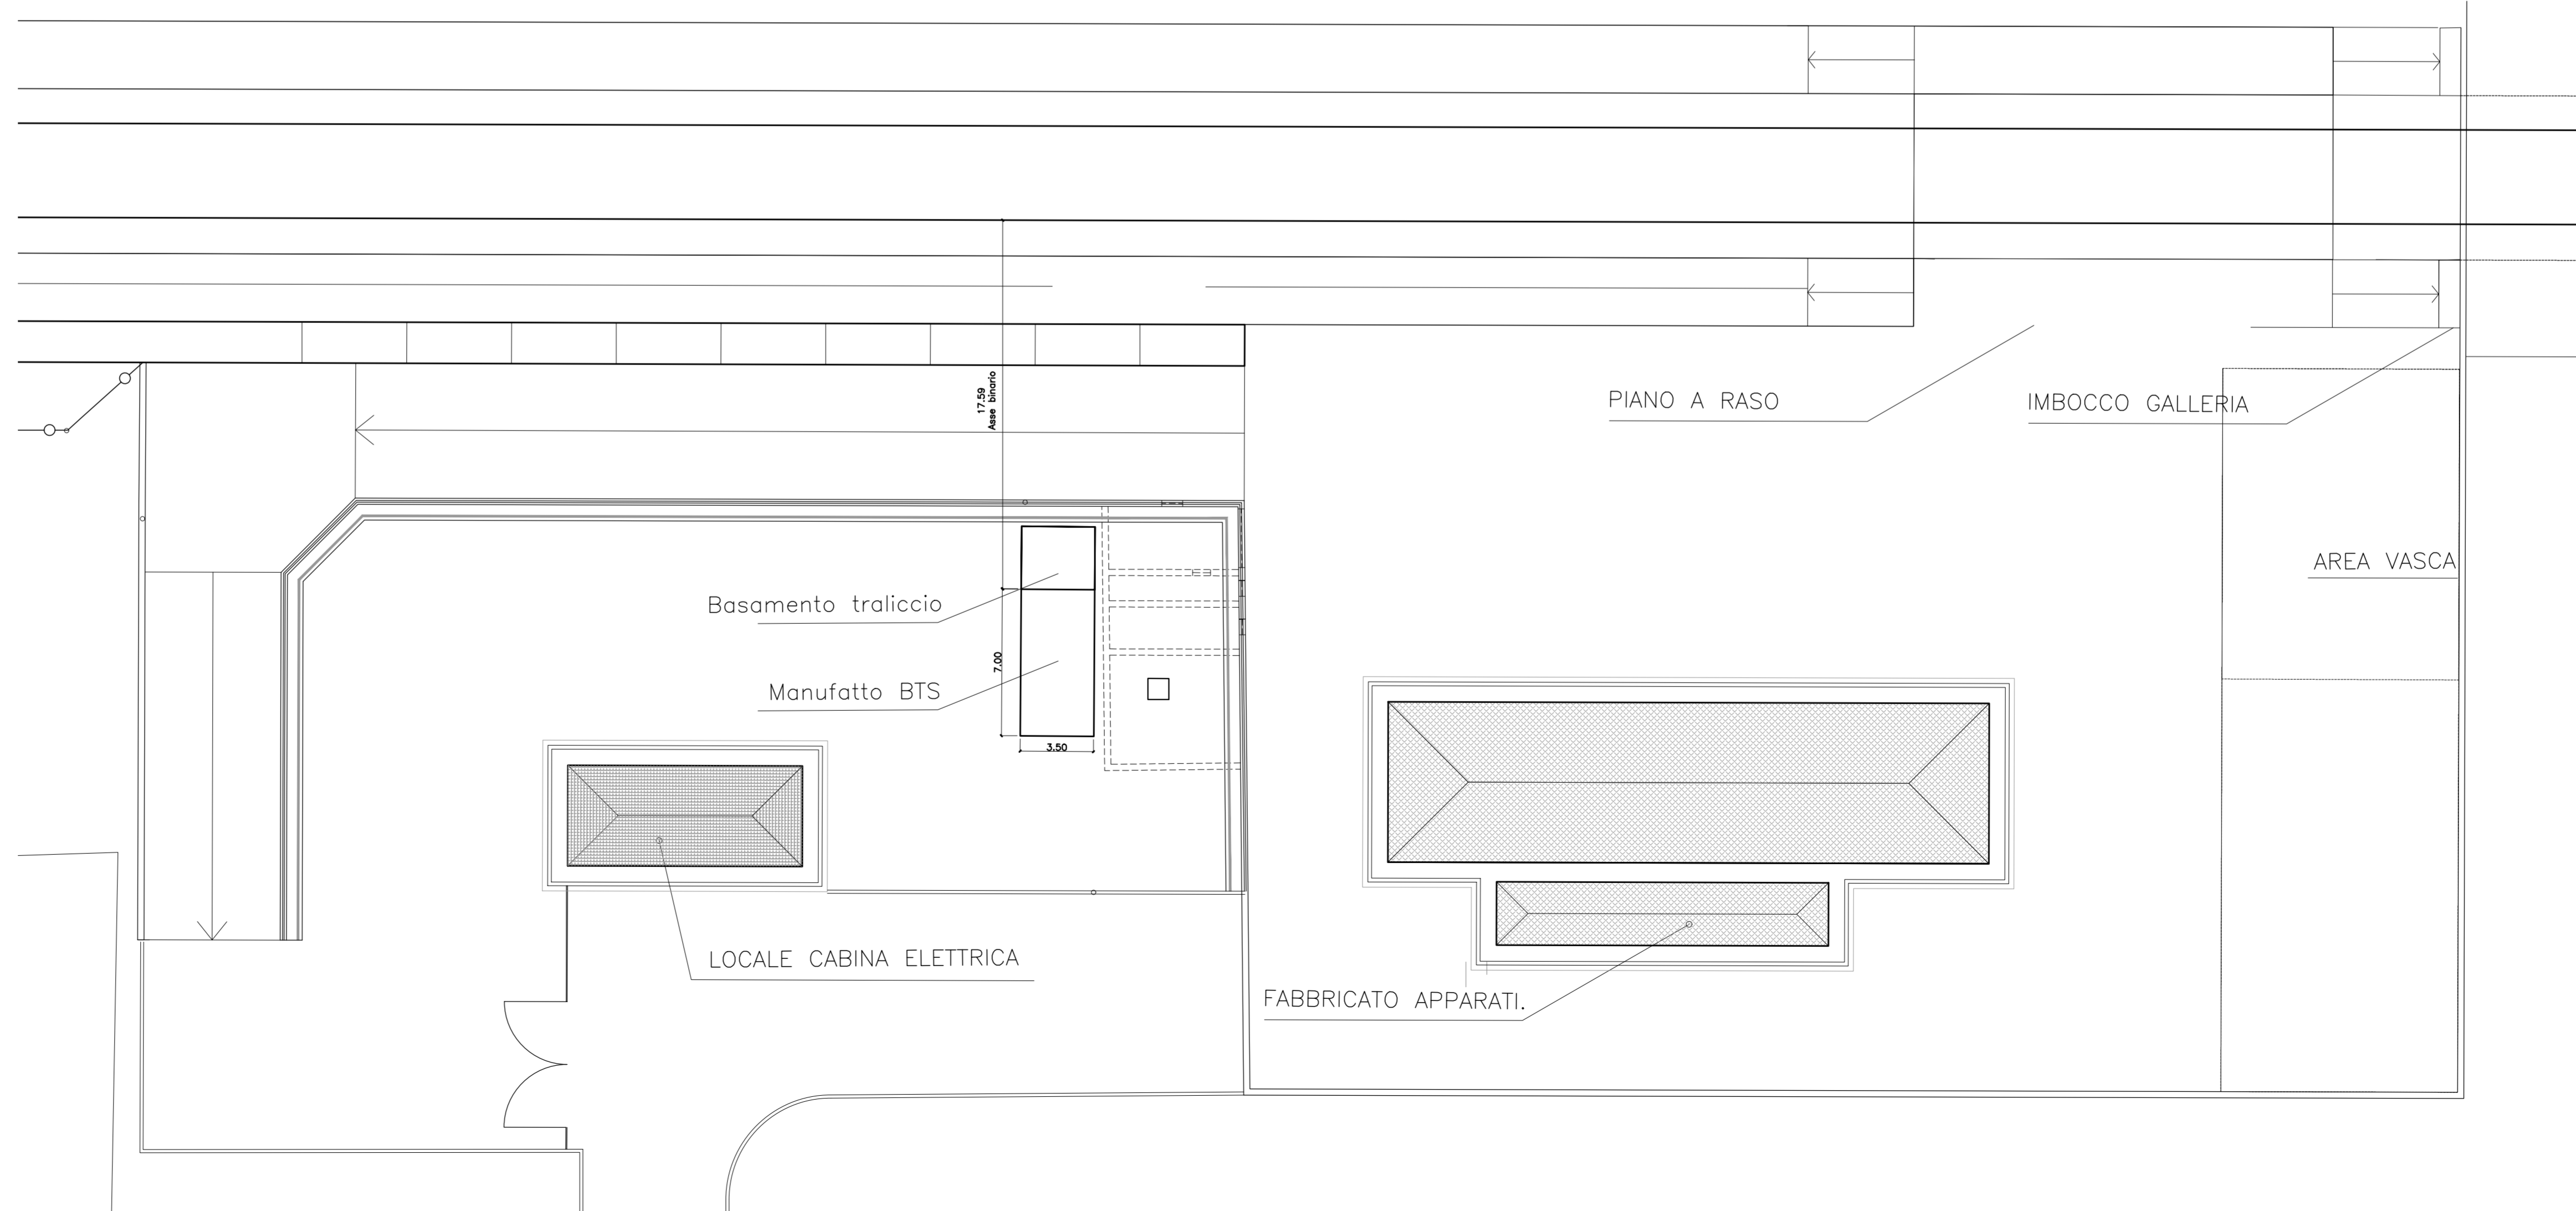 17.59
Asse binario
PIANO A RASO
IMBOCCO GALLERIA
AREA VASCA
Basamento traliccio
7.00
Manufatto BTS
3.50
LOCALE CABINA ELETTRICA
FABBRICATO APPARATI.